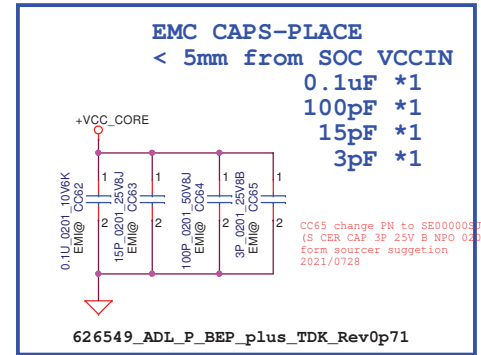 EMC CAPS-PLACE
< 5mm from SOC VCCIN
0.1uF *1
100pF *1
15pF *1
3pF *1
+VCC_CORE
1
1
1
1
0.1U_0201_10V6K
EMI@ CC62
15P_0201_25V8J
EMI@ CC63
100P_0201_50V8J
EMI@ CC64
3P_0201_25V8B
EMI@ CC65
2
2
2
2
CC65 change PN to SE00000SU
(S CER CAP 3P 25V B NPO 020
form sourcer suggetion
2021/0728
626549_ADL_P_BEP_plus_TDK_Rev0p71